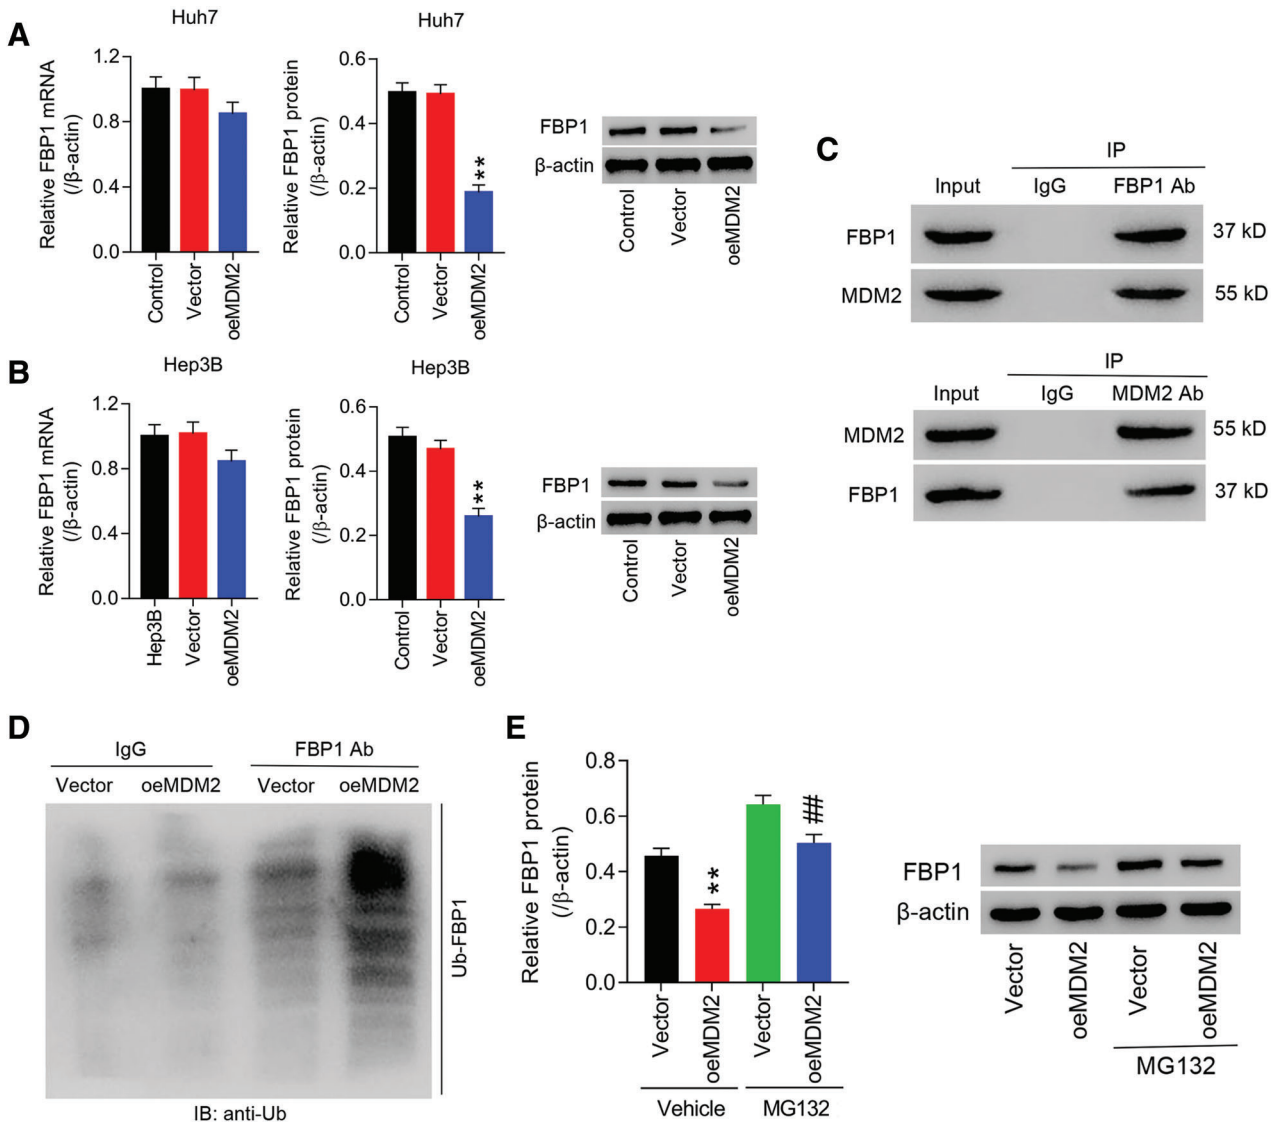 A
Huh7
Relative FBP1 mRNA
(/β-actin)
1.2
0.8
0.4
0.0
Control
Vector
oeMDM2
Huh7
Relative FBP1 protein
(/β-actin)
0.6
0.4
0.2
0.0
**
Control
Vector
oeMDM2
FBP1
β-actin
Control
Vector
oeMDM2
B
Hep3B
Relative FBP1 mRNA
(/β-actin)
1.2
0.8
0.4
0.0
Hep3B
Vector
oeMDM2
Hep3B
Relative FBP1 protein
(/β-actin)
0.6
0.4
0.2
0.0
**
Control
Vector
oeMDM2
FBP1
β-actin
Control
Vector
oeMDM2
C
IP
Input IgG FBP1 Ab
FBP1 37 kD
MDM2 55 kD
IP
Input IgG MDM2 Ab
MDM2 55 kD
FBP1 37 kD
D
IgG FBP1 Ab
Vector oeMDM2 Vector oeMDM2
Ub-FBP1
IB: anti-Ub
E
Relative FBP1 protein
(/β-actin)
0.8
0.6
0.4
0.2
0.0
**
##
Vector
oeMDM2
Vector
oeMDM2
Vehicle MG132
FBP1
β-actin
Vector
oeMDM2
Vector
oeMDM2
MG132